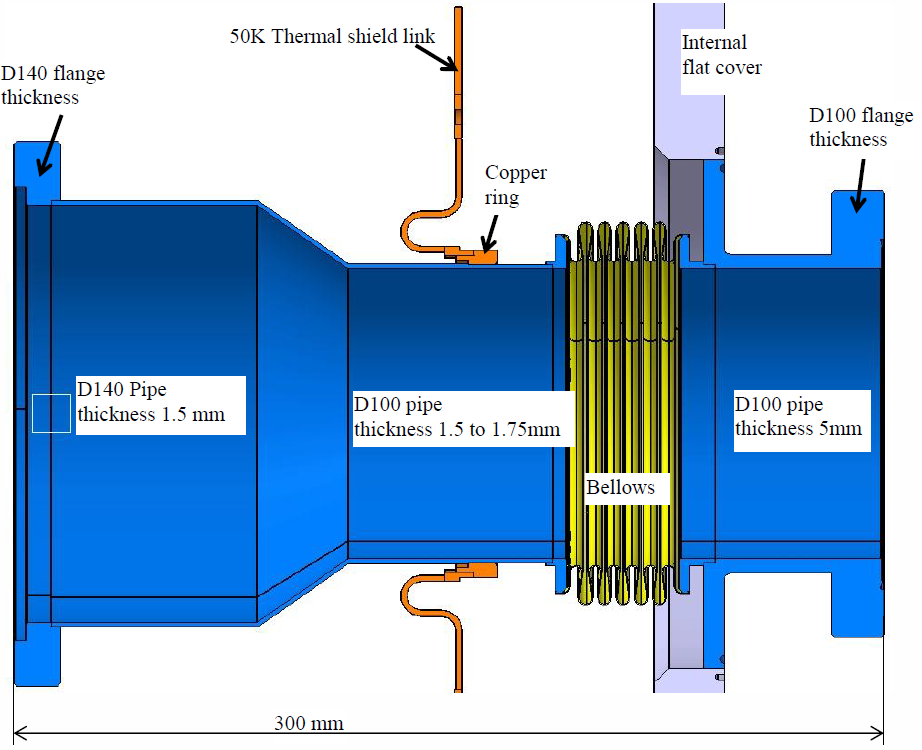 50K Thermal shield link
Internal
flat cover
D140 flange
thickness
D100 flange
thickness
Copper
ring
D140 Pipe
thickness 1.5 mm
D100 pipe
thickness 1.5 to 1.75mm
D100 pipe
thickness 5mm
Bellows
300 mm